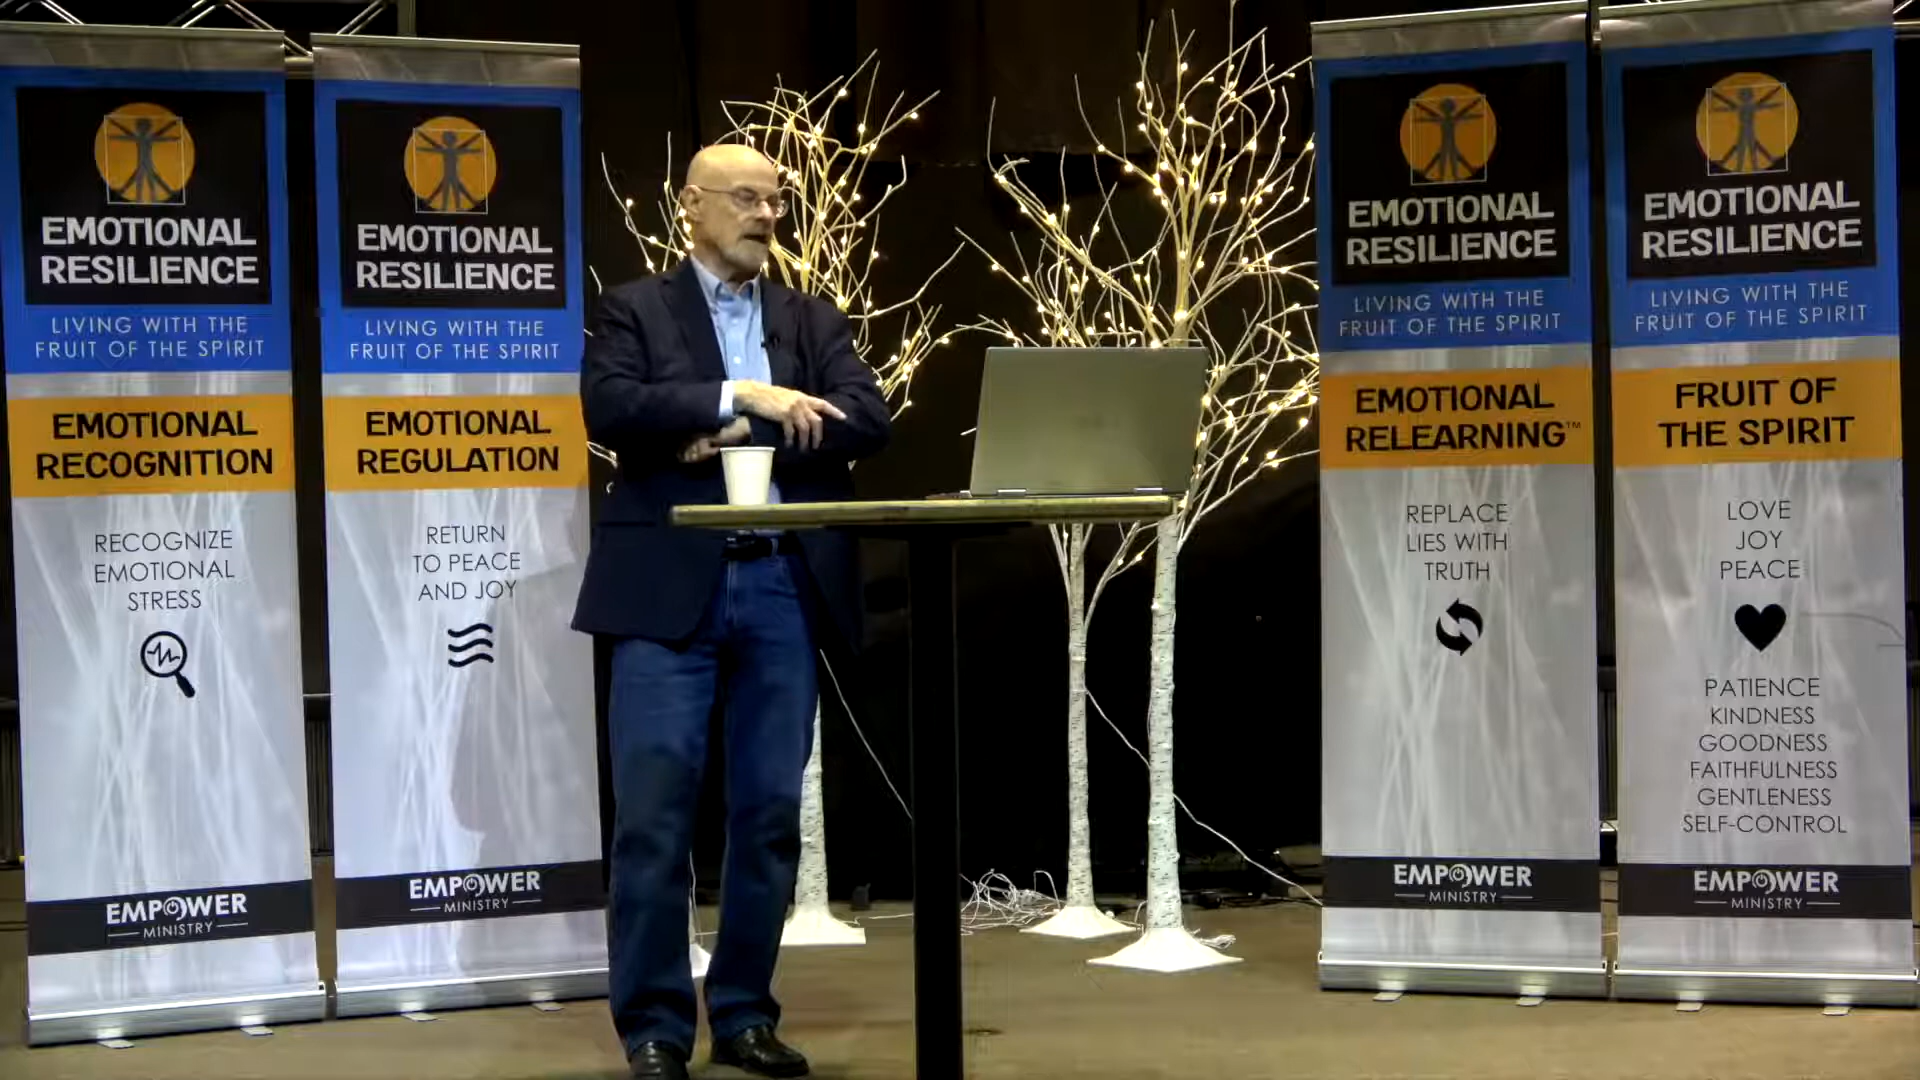 EMOTIONAL
RESILIENCE
LIVING WITH THE
FRUIT OF THE SPIRIT
EMOTIONAL
RECOGNITION
RECOGNIZE
EMOTIONAL
STRESS
EMPOWER
MINISTRY
EMOTIONAL
RESILIENCE
LIVING WITH THE
FRUIT OF THE SPIRIT
EMOTIONAL
REGULATION
RETURN
TO PEACE
AND JOY
EMPOWER
MINISTRY
EMOTIONAL
RESILIENCE
LIVING WITH THE
FRUIT OF THE SPIRIT
EMOTIONAL
RELEARNING™
REPLACE
LIES WITH
TRUTH
EMPOWER
MINISTRY
EMOTIONAL
RESILIENCE
LIVING WITH THE
FRUIT OF THE SPIRIT
FRUIT OF
THE SPIRIT
LOVE
JOY
PEACE
PATIENCE
KINDNESS
GOODNESS
FAITHFULNESS
GENTLENESS
SELF-CONTROL
EMPOWER
MINISTRY